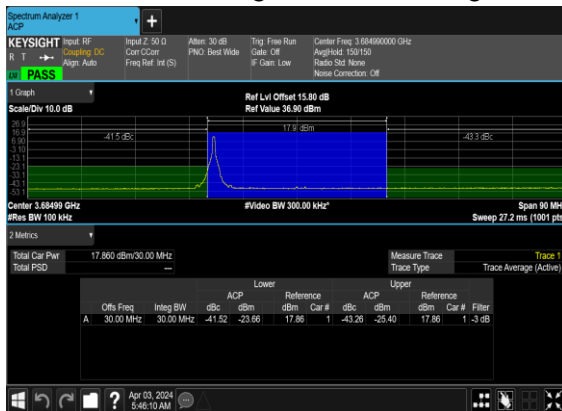 Spectrum Analyzer 1
ACP
KEYSIGHT Input: RF Input Z: 50 Ω Atten: 30 dB Trig: Free Run Center Freq: 3.684990000 GHz
R T Coupling: DC Corr CCorr PNO: Best Wide Gate: Off Avg|Hold: 150/150
Align: Auto Freq Ref: Int (S) IF Gain: Low Radio Std: None
PASS Noise Correction: Off
1 Graph
Ref Lvl Offset 15.80 dB
Scale/Div 10.0 dB Ref Value 36.90 dBm
26.9
16.9 17.9 dBm
6.90 -41.5 dBc -43.3 dBc
-3.10
-13.1
-23.1
-33.1
-43.1
-53.1
Center 3.68499 GHz #Video BW 300.00 kHz* Span 90 MH
#Res BW 100 kHz Sweep 27.2 ms (1001 pts
2 Metrics
Total Car Pwr 17.860 dBm/30.00 MHz Measure Trace Trace 1
Total PSD --- Trace Type Trace Average (Active)
Lower Upper
ACP Reference ACP Reference
Offs Freq Integ BW dBc dBm dBm Car # dBc dBm dBm Car # Filter
A 30.00 MHz 30.00 MHz -41.52 -23.66 17.86 1 -43.26 -25.40 17.86 1 -3 dB
? Apr 03, 2024
5:46:10 AM